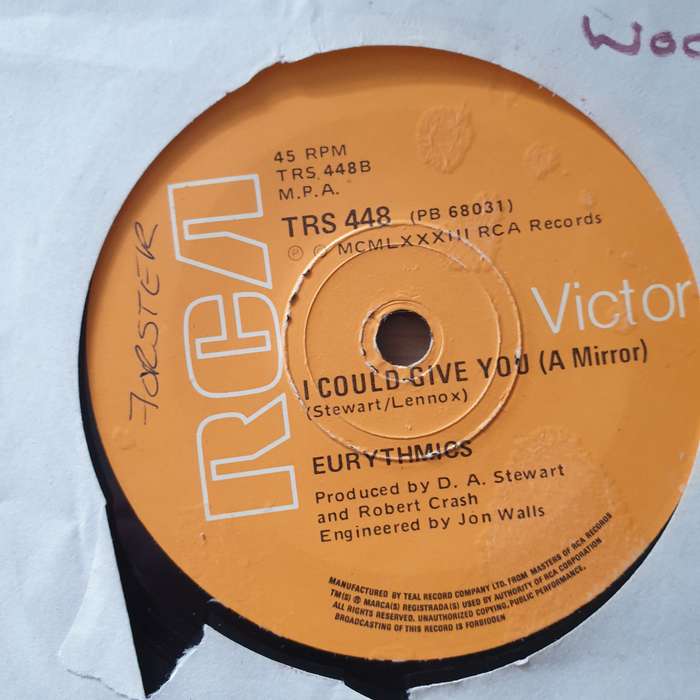 45 RPM
TRS 448B
M.P.A.
TRS 448 (PB 68031)
Ⓟ © MCMLXXXIII RCA Records
RCA
Victor
FORSTER
I COULD GIVE YOU (A Mirror)
(Stewart/Lennox)
EURYTHMICS
Produced by D. A. Stewart
and Robert Crash
Engineered by Jon Walls
MANUFACTURED BY TEAL RECORD COMPANY LTD. FROM MASTERS OF RCA RECORDS
TM(S) ® MARCA(S) REGISTRADA(S) USED BY AUTHORITY OF RCA CORPORATION
ALL RIGHTS RESERVED. UNAUTHORIZED COPYING, PUBLIC PERFORMANCE,
BROADCASTING OF THIS RECORD IS FORBIDDEN